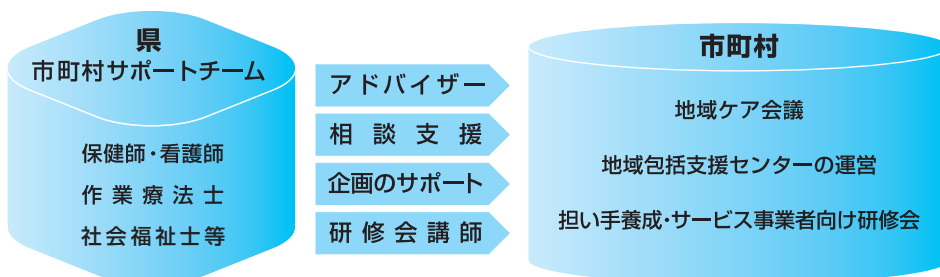 県
市町村サポートチーム
保健師・看護師
作業療法士
社会福祉士等
アドバイザー
相談支援
企画のサポート
研修会講師
市町村
地域ケア会議
地域包括支援センターの運営
担い手養成・サービス事業者向け研修会